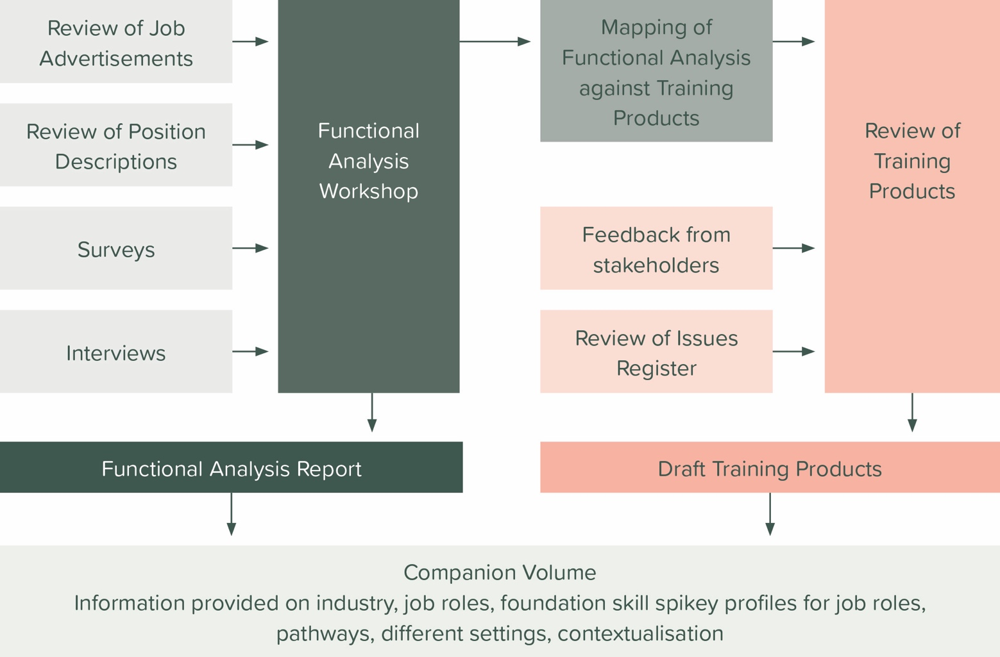 Review of Job
Advertisements
Review of Position
Descriptions
Surveys
Interviews
Functional
Analysis
Workshop
Mapping of
Functional Analysis
against Training
Products
Feedback from
stakeholders
Review of Issues
Register
Review of
Training
Products
Functional Analysis Report
Draft Training Products
Companion Volume
Information provided on industry, job roles, foundation skill spikey profiles for job roles,
pathways, different settings, contextualisation